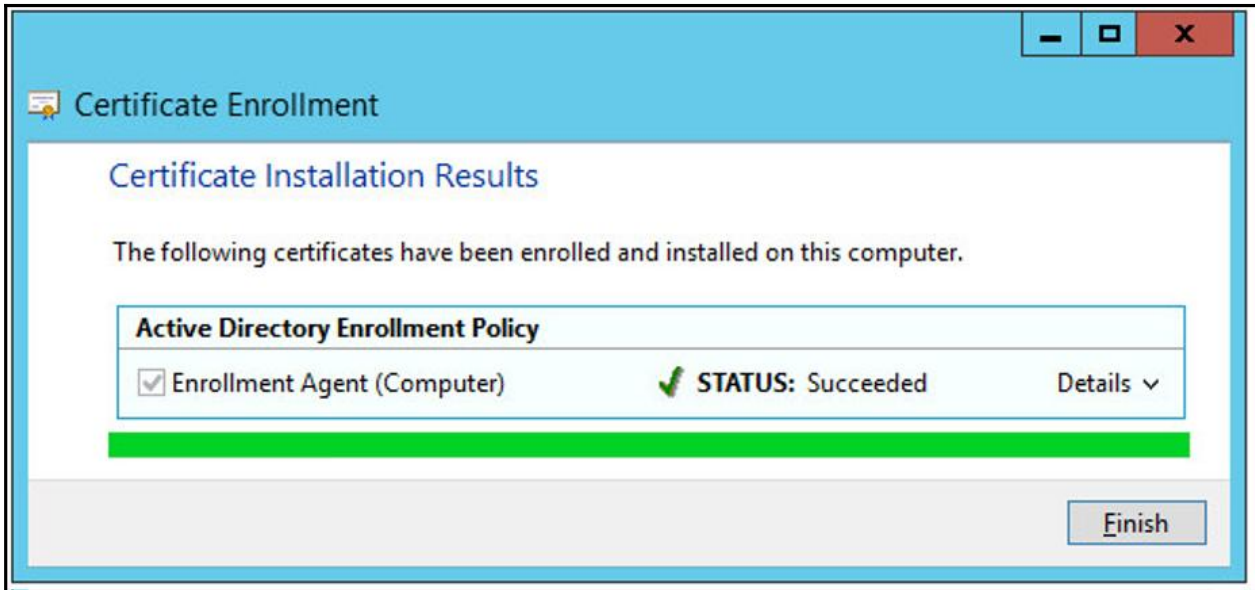 Certificate Enrollment
Certificate Installation Results
The following certificates have been enrolled and installed on this computer.
Active Directory Enrollment Policy
Enrollment Agent (Computer) STATUS: Succeeded Details
Finish